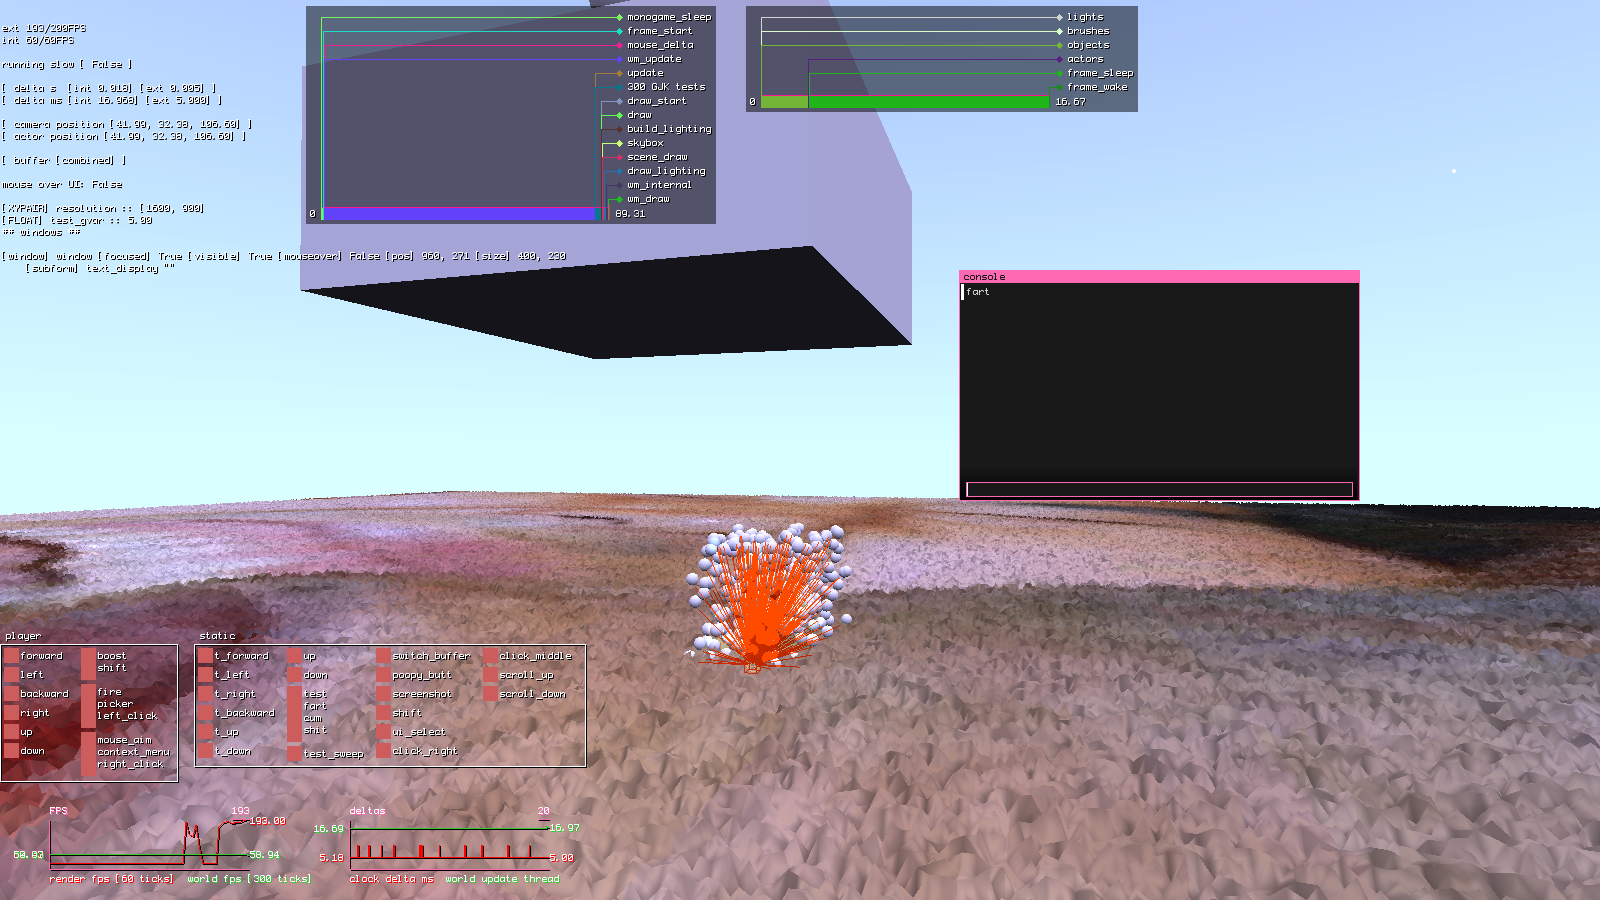 ext 193/200FPS
int 60/60FPS
running slow [ False ]
[ delta s  [int 0.018] [ext 0.005] ]
[ delta ms [int 16.968] [ext 5.000] ]
[ camera position [41.99, 32.38, 106.60] ]
[ actor position [41.99, 32.38, 106.60] ]
[ buffer [combined] ]
mouse over UI: False
[XYPAIR] resolution :: [1600, 900]
[FLOAT] test_gvar :: 5.00
** windows **
[window] window [focused] True [visible] True [mouseover] False [pos] 960, 271 [size] 400, 230
[subform] text_display ""
monogame_sleep
frame_start
mouse_delta
wm_update
update
300 GJK tests
draw_start
draw
build_lighting
skybox
scene_draw
draw_lighting
wm_internal
wm_draw
0
89.31
lights
brushes
objects
actors
frame_sleep
frame_wake
0
16.67
console
fart
player
forward
left
backward
right
up
down
boost
shift
fire
picker
left_click
mouse_aim
context_menu
right_click
static
t_forward
t_left
t_right
t_backward
t_up
t_down
up
down
test
fart
cum
shit
test_sweep
switch_buffer
poopy_butt
screenshot
shift
ui_select
click_right
click_middle
scroll_up
scroll_down
FPS
193
193.00
58.94
render fps [60 ticks]
world fps [300 ticks]
deltas
20
16.69
16.97
5.18
5.00
clock delta ms
world update thread